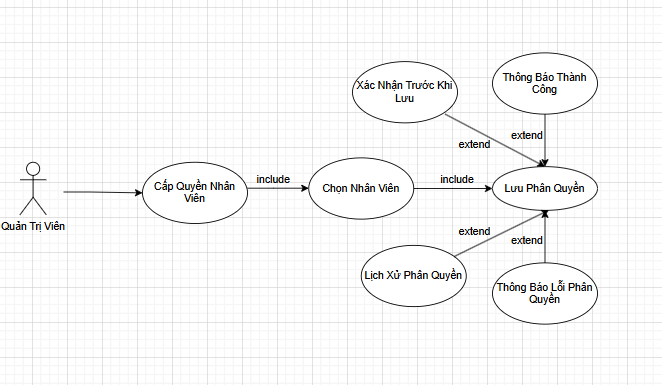 Xác Nhận Trước Khi
Lưu
Thông Báo Thành
Công
extend
extend
Quản Trị Viên
Cấp Quyền Nhân
Viên
include
Chọn Nhân Viên
include
Lưu Phân Quyền
extend
extend
Lịch Xử Phân Quyền
Thông Báo Lỗi Phân
Quyền